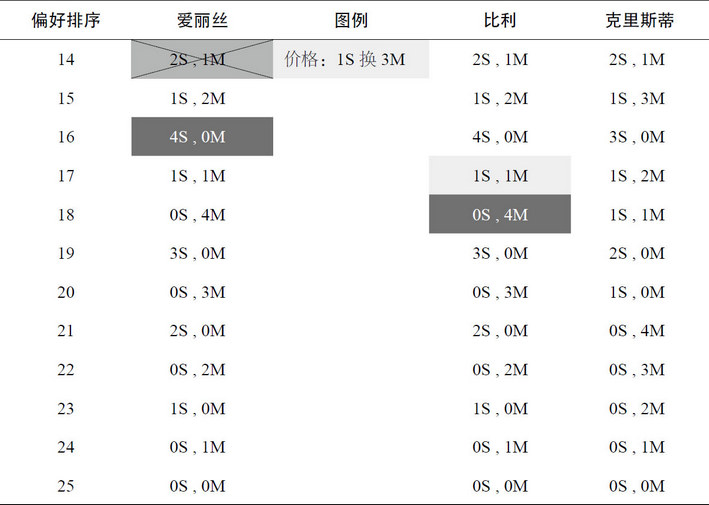 偏好排序 爱丽丝 图例 比利 克里斯蒂
14 2S , 1M 价格：1S 换 3M 2S , 1M 2S , 1M
15 1S , 2M 1S , 2M 1S , 3M
16 4S , 0M 4S , 0M 3S , 0M
17 1S , 1M 1S , 1M 1S , 2M
18 0S , 4M 0S , 4M 1S , 1M
19 3S , 0M 3S , 0M 2S , 0M
20 0S , 3M 0S , 3M 1S , 0M
21 2S , 0M 2S , 0M 0S , 4M
22 0S , 2M 0S , 2M 0S , 3M
23 1S , 0M 1S , 0M 0S , 2M
24 0S , 1M 0S , 1M 0S , 1M
25 0S , 0M 0S , 0M 0S , 0M